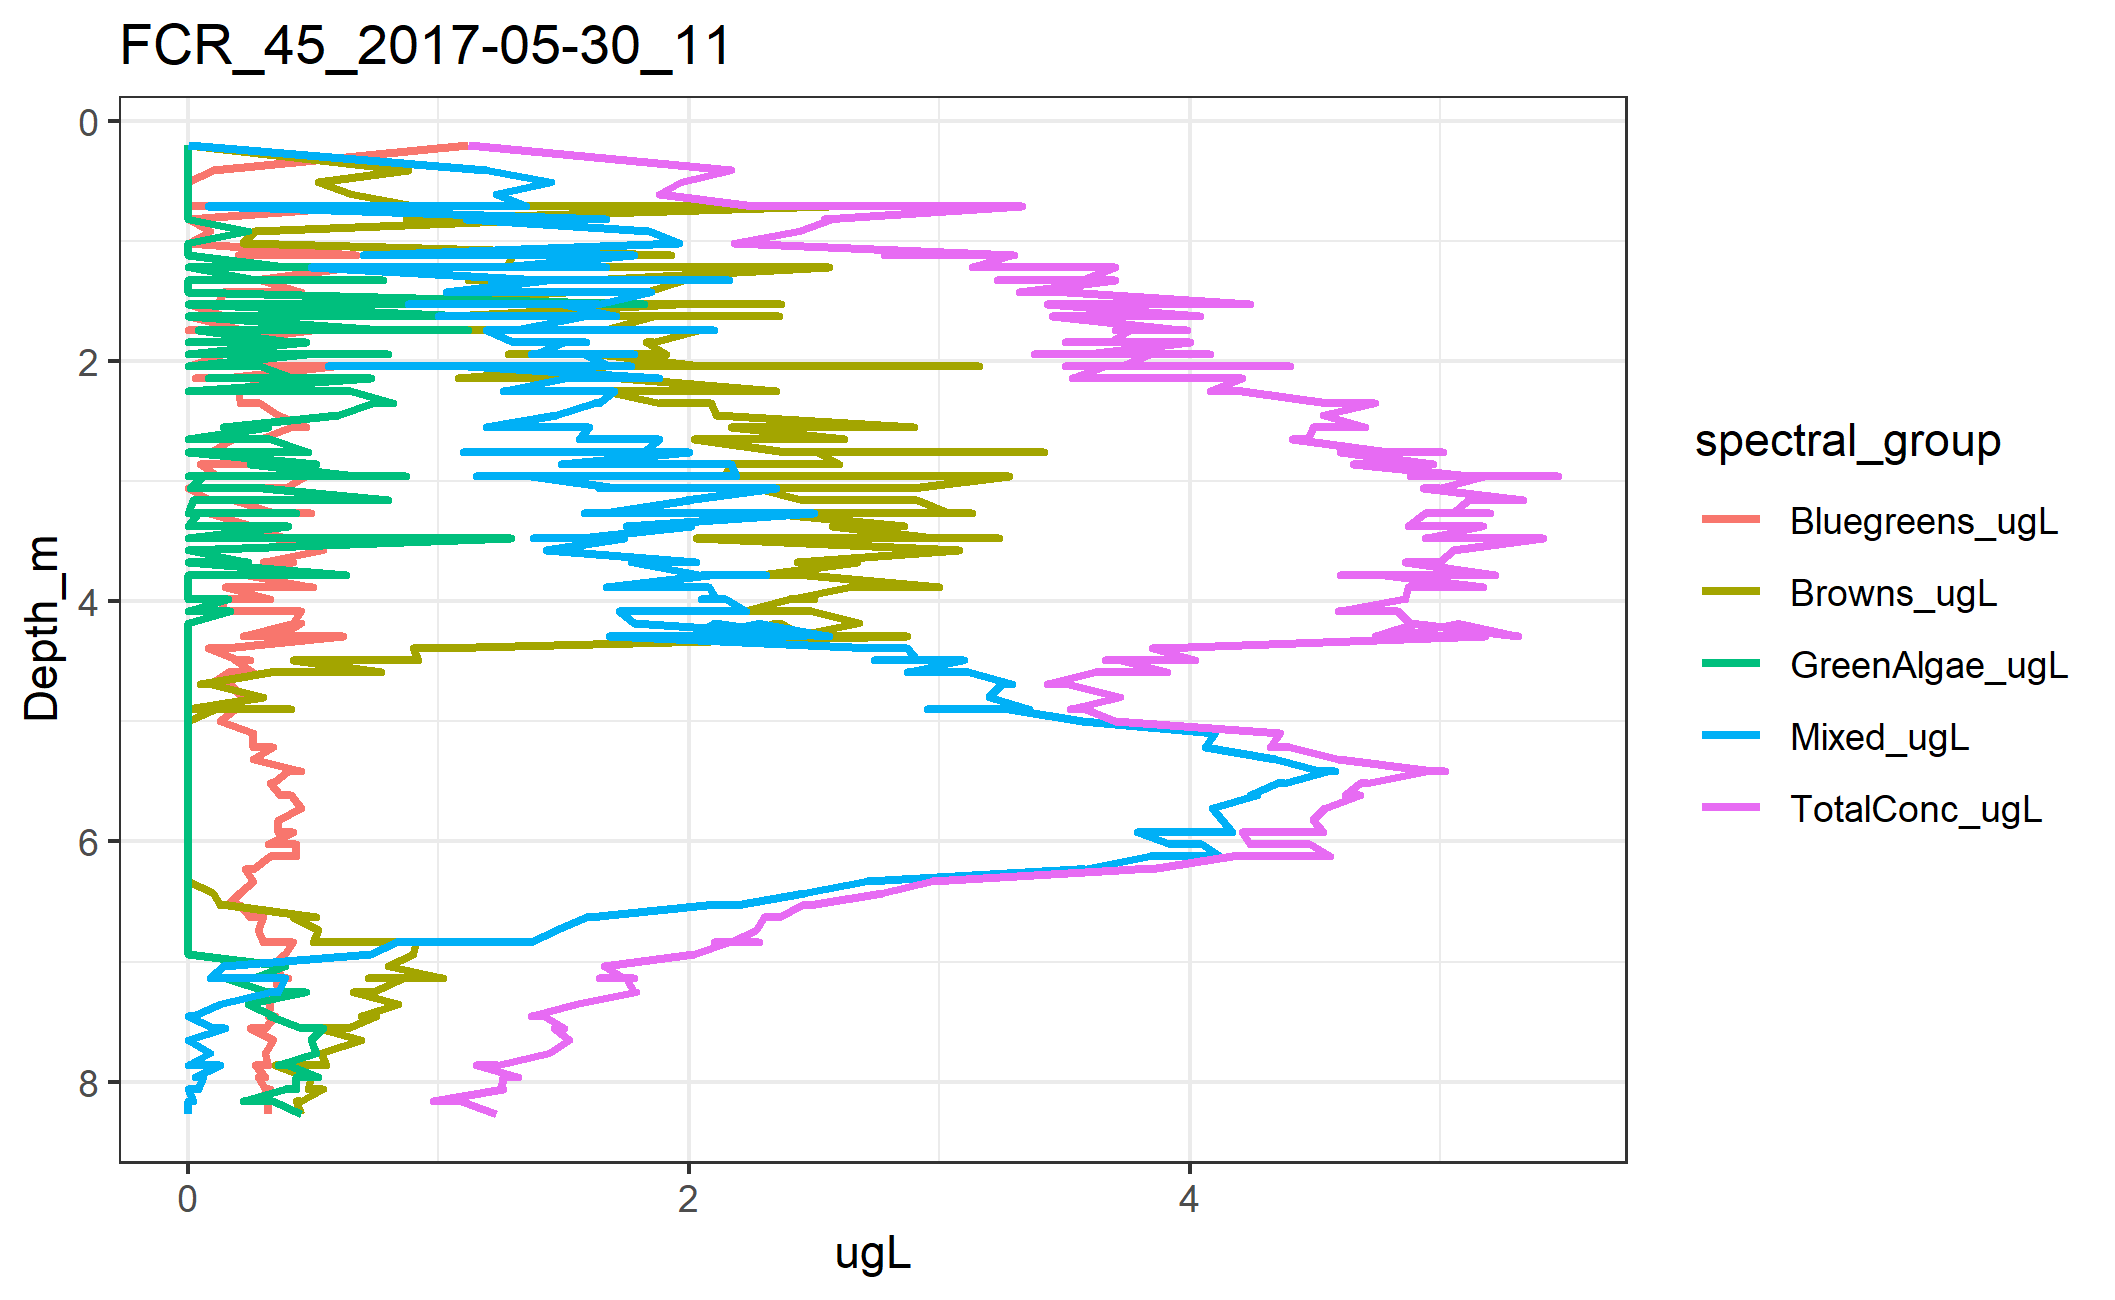 FCR_45_2017-05-30_11
0
2
4
6
8
Depth_m
0
2
4
ugL
spectral_group
Bluegreens_ugL
Browns_ugL
GreenAlgae_ugL
Mixed_ugL
TotalConc_ugL